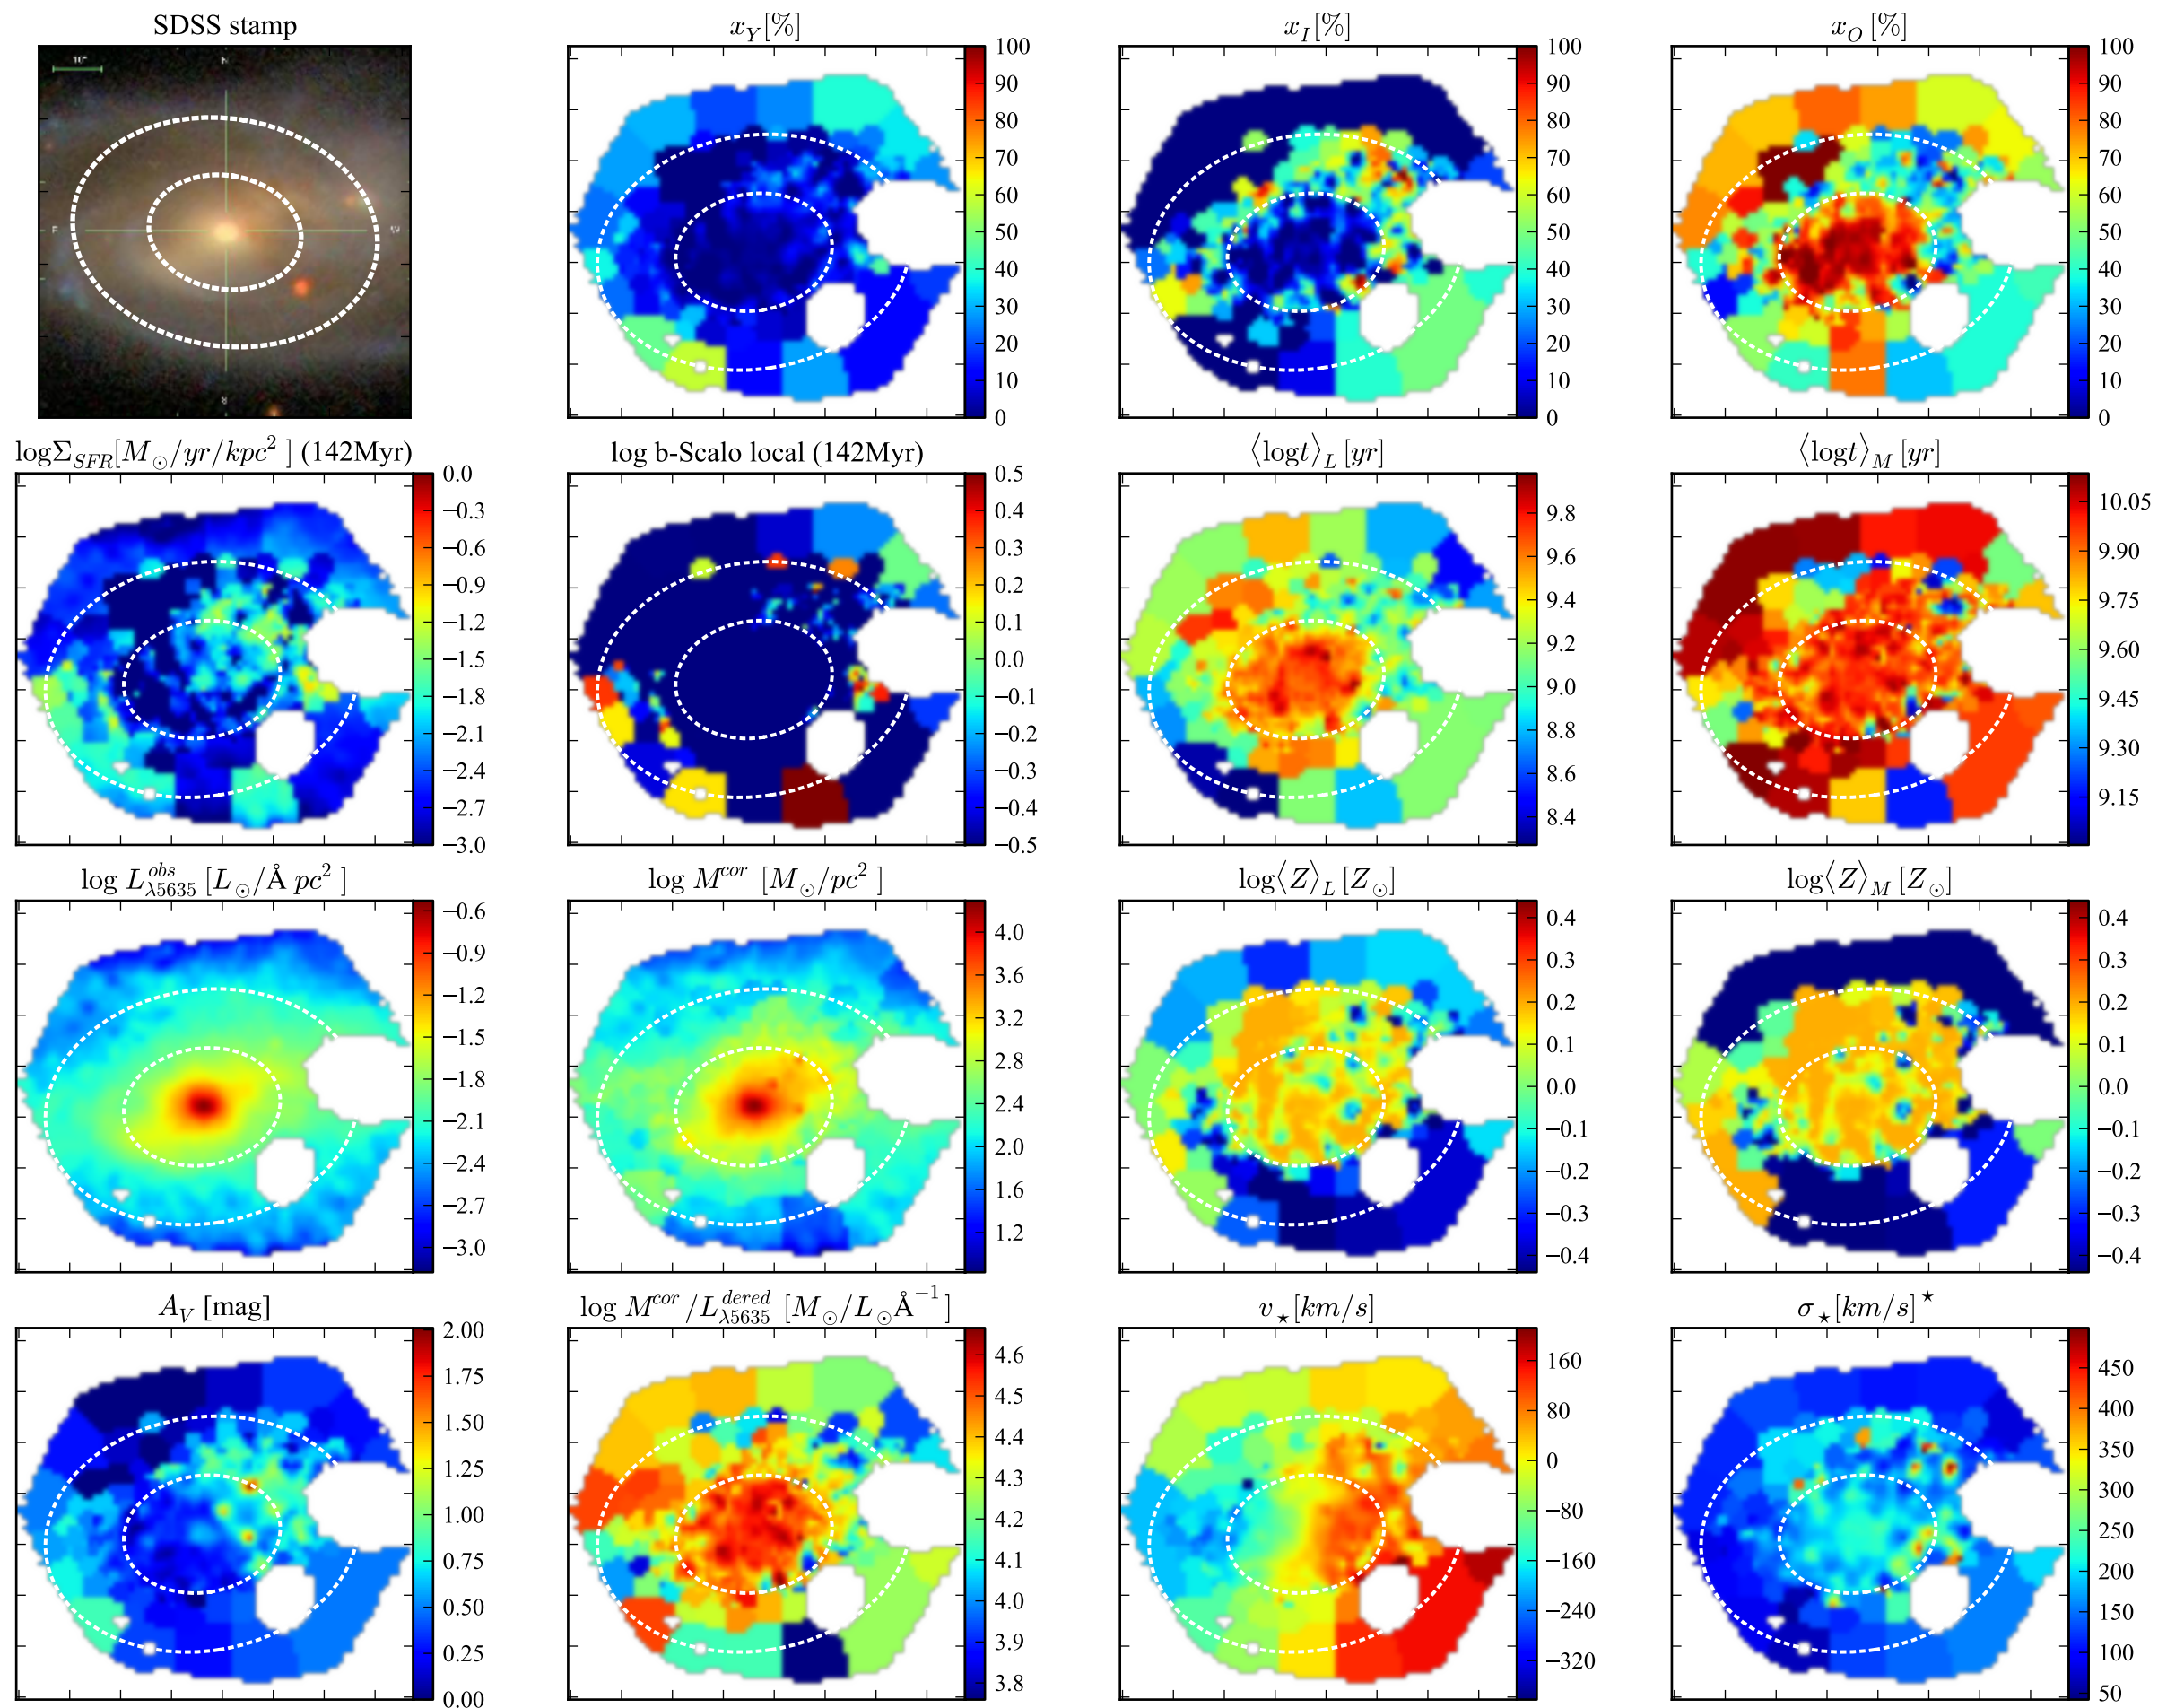 SDSS stamp
x_Y[%]
x_I[%]
x_O[%]
10"
N
E
W
S
100 90 80 70 60 50 40 30 20 10 0
100 90 80 70 60 50 40 30 20 10 0
100 90 80 70 60 50 40 30 20 10 0
logΣ_SFR[M_⊙/yr/kpc² ] (142Myr)
log b-Scalo local (142Myr)
⟨logt⟩_L [yr]
⟨logt⟩_M [yr]
0.0 −0.3 −0.6 −0.9 −1.2 −1.5 −1.8 −2.1 −2.4 −2.7 −3.0
0.5 0.4 0.3 0.2 0.1 0.0 −0.1 −0.2 −0.3 −0.4 −0.5
9.8 9.6 9.4 9.2 9.0 8.8 8.6 8.4
10.05 9.90 9.75 9.60 9.45 9.30 9.15
log L^obs_λ5635 [L_⊙/Å pc² ]
log M^cor [M_⊙/pc² ]
log⟨Z⟩_L [Z_⊙]
log⟨Z⟩_M [Z_⊙]
−0.6 −0.9 −1.2 −1.5 −1.8 −2.1 −2.4 −2.7 −3.0
4.0 3.6 3.2 2.8 2.4 2.0 1.6 1.2
0.4 0.3 0.2 0.1 0.0 −0.1 −0.2 −0.3 −0.4
0.4 0.3 0.2 0.1 0.0 −0.1 −0.2 −0.3 −0.4
A_V [mag]
log M^cor/L^dered_λ5635 [M_⊙/L_⊙Å⁻¹]
v_⋆[km/s]
σ_⋆[km/s]^⋆
2.00 1.75 1.50 1.25 1.00 0.75 0.50 0.25 0.00
4.6 4.5 4.4 4.3 4.2 4.1 4.0 3.9 3.8
160 80 0 −80 −160 −240 −320
450 400 350 300 250 200 150 100 50